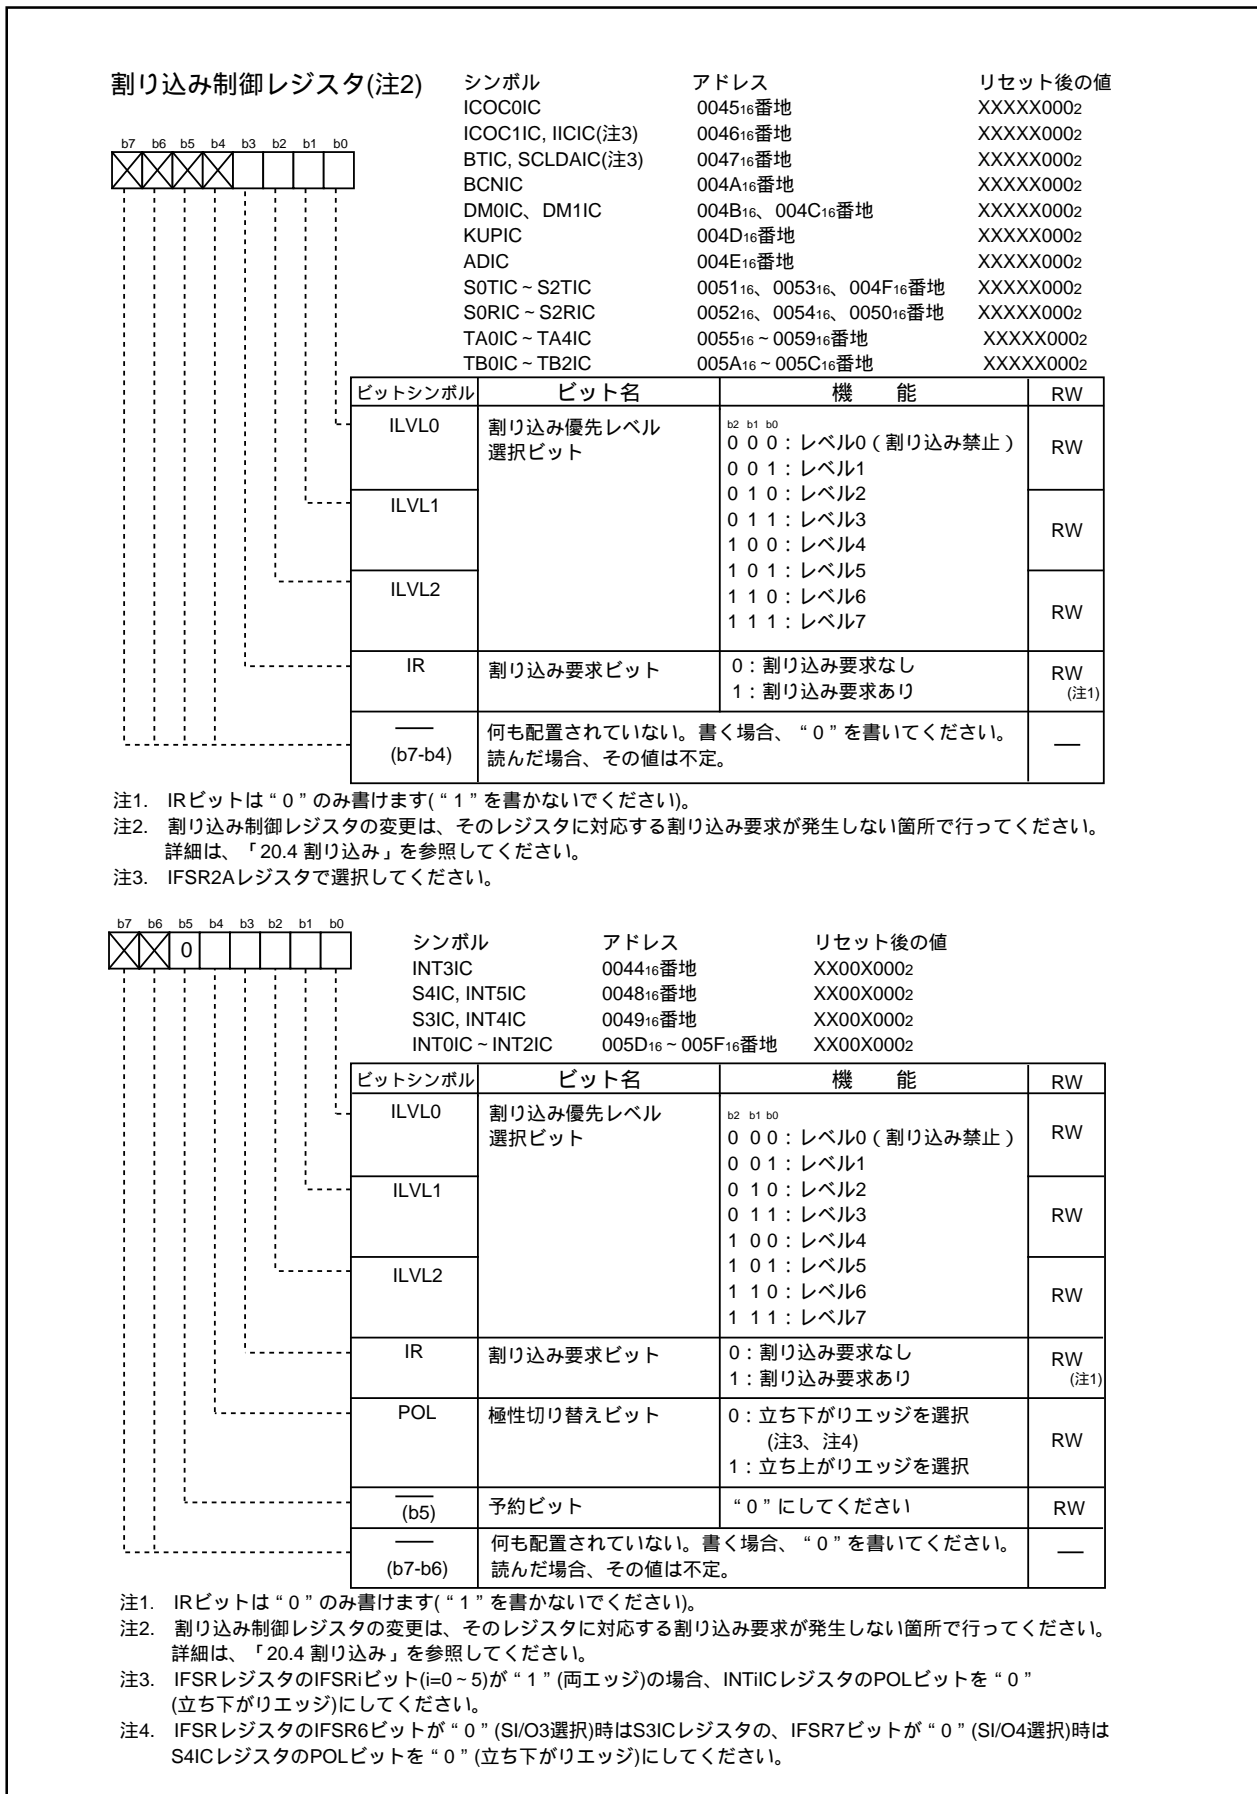 割り込み制御レジスタ(注2)
シンボル アドレス リセット後の値
ICOC0IC 004516番地 XXXXX0002
ICOC1IC, IICIC(注3) 004616番地 XXXXX0002
BTIC, SCLDAIC(注3) 004716番地 XXXXX0002
BCNIC 004A16番地 XXXXX0002
DM0IC、DM1IC 004B16、004C16番地 XXXXX0002
KUPIC 004D16番地 XXXXX0002
ADIC 004E16番地 XXXXX0002
S0TIC ~ S2TIC 005116、005316、004F16番地 XXXXX0002
S0RIC ~ S2RIC 005216、005416、005016番地 XXXXX0002
TA0IC ~ TA4IC 005516 ~ 005916番地 XXXXX0002
TB0IC ~ TB2IC 005A16 ~ 005C16番地 XXXXX0002
b7 b6 b5 b4 b3 b2 b1 b0
ビットシンボル ビット名 機 能 RW
ILVL0 割り込み優先レベル b2 b1 b0
選択ビット 0 0 0 : レベル0 ( 割り込み禁止 ) RW
0 0 1 : レベル1
ILVL1 0 1 0 : レベル2
0 1 1 : レベル3 RW
1 0 0 : レベル4
1 0 1 : レベル5
ILVL2 1 1 0 : レベル6
1 1 1 : レベル7 RW
IR 割り込み要求ビット 0 : 割り込み要求なし RW
1 : 割り込み要求あり (注1)
― 何も配置されていない。書く場合、“ 0 ” を書いてください。 ―
(b7-b4) 読んだ場合、その値は不定。
注1. IRビットは “ 0 ” のみ書けます( “ 1 ” を書かないでください)。
注2. 割り込み制御レジスタの変更は、そのレジスタに対応する割り込み要求が発生しない箇所で行ってください。
詳細は、「20.4 割り込み」を参照してください。
注3. IFSR2Aレジスタで選択してください。
b7 b6 b5 b4 b3 b2 b1 b0
0
シンボル アドレス リセット後の値
INT3IC 004416番地 XX00X0002
S4IC, INT5IC 004816番地 XX00X0002
S3IC, INT4IC 004916番地 XX00X0002
INT0IC ~ INT2IC 005D16 ~ 005F16番地 XX00X0002
ビットシンボル ビット名 機 能 RW
ILVL0 割り込み優先レベル b2 b1 b0
選択ビット 0 0 0 : レベル0 ( 割り込み禁止 ) RW
0 0 1 : レベル1
ILVL1 0 1 0 : レベル2
0 1 1 : レベル3 RW
1 0 0 : レベル4
ILVL2 1 0 1 : レベル5
1 1 0 : レベル6 RW
1 1 1 : レベル7
IR 割り込み要求ビット 0 : 割り込み要求なし RW
1 : 割り込み要求あり (注1)
POL 極性切り替えビット 0 : 立ち下がりエッジを選択
(注3、注4) RW
1 : 立ち上がりエッジを選択
― (b5) 予約ビット “ 0 ” にしてください RW
― 何も配置されていない。書く場合、“ 0 ” を書いてください。 ―
(b7-b6) 読んだ場合、その値は不定。
注1. IRビットは “ 0 ” のみ書けます( “ 1 ” を書かないでください)。
注2. 割り込み制御レジスタの変更は、そのレジスタに対応する割り込み要求が発生しない箇所で行ってください。
詳細は、「20.4 割り込み」を参照してください。
注3. IFSRレジスタのIFSRiビット(i=0 ~ 5)が “ 1 ” (両エッジ)の場合、INTiICレジスタのPOLビットを “ 0 ”
(立ち下がりエッジ)にしてください。
注4. IFSRレジスタのIFSR6ビットが “ 0 ” (SI/O3選択)時はS3ICレジスタの、IFSR7ビットが “ 0 ” (SI/O4選択)時は
S4ICレジスタのPOLビットを “ 0 ” (立ち下がりエッジ)にしてください。